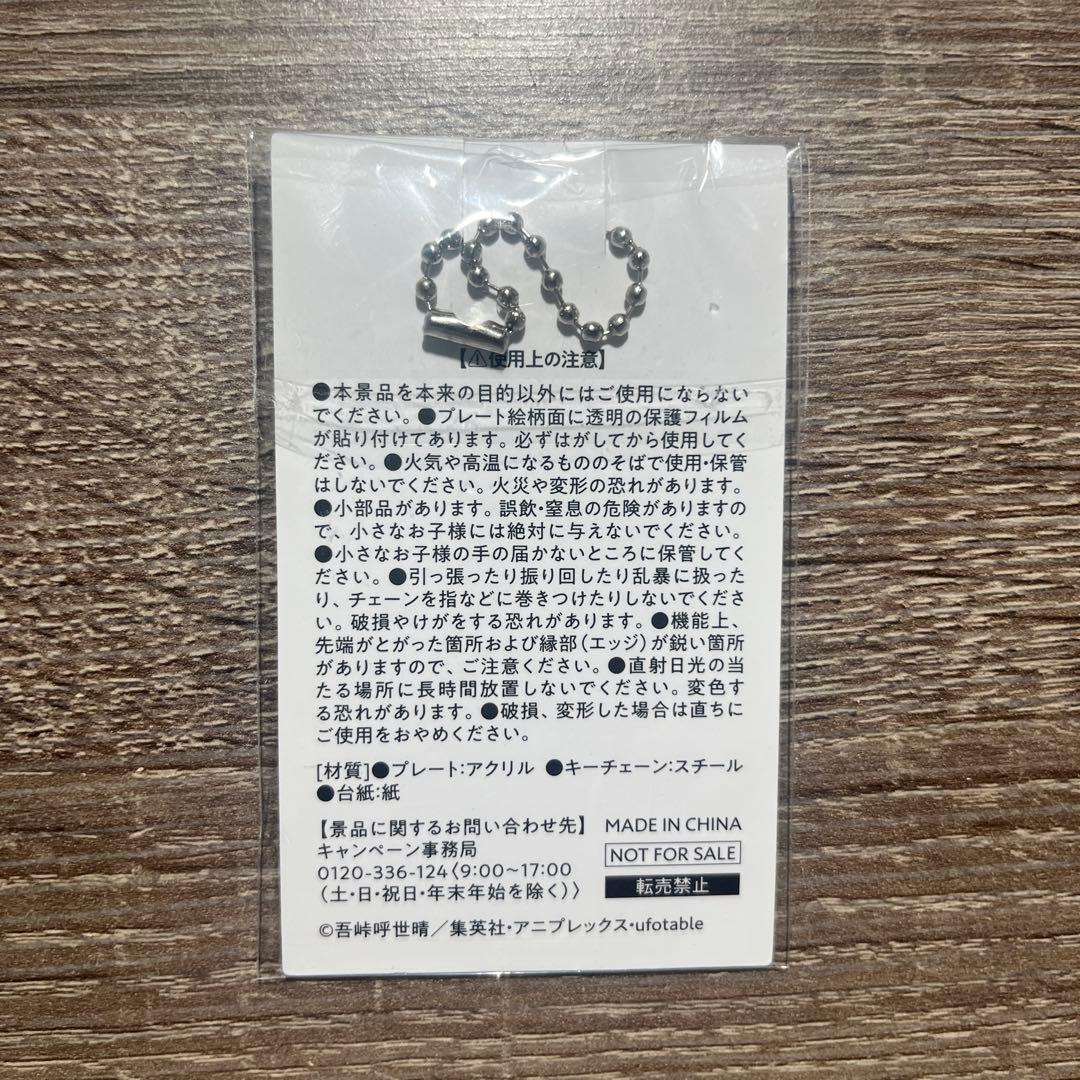 【⚠使用上の注意】
●本景品を本来の目的以外にはご使用にならない
でください。●プレート絵柄面に透明の保護フィルム
が貼り付けてあります。必ずはがしてから使用してく
ださい。●火気や高温になるもののそばで使用・保管
はしないでください。火災や変形の恐れがあります。
●小部品があります。誤飲・窒息の危険がありますの
で、小さなお子様には絶対に与えないでください。
●小さなお子様の手の届かないところに保管してく
ださい。●引っ張ったり振り回したり乱暴に扱った
り、チェーンを指などに巻きつけたりしないでくださ
い。破損やけがをする恐れがあります。●機能上、
先端がとがった箇所および縁部(エッジ)が鋭い箇所
がありますので、ご注意ください。●直射日光の当
たる場所に長時間放置しないでください。変色す
る恐れがあります。●破損、変形した場合は直ちに
ご使用をおやめください。
[材質]●プレート:アクリル ●キーチェーン:スチール
●台紙:紙
【景品に関するお問い合わせ先】
キャンペーン事務局
0120-336-124〈9:00~17:00
(土・日・祝日・年末年始を除く)〉
MADE IN CHINA
NOT FOR SALE
転売禁止
©吾峠呼世晴/集英社・アニプレックス・ufotable